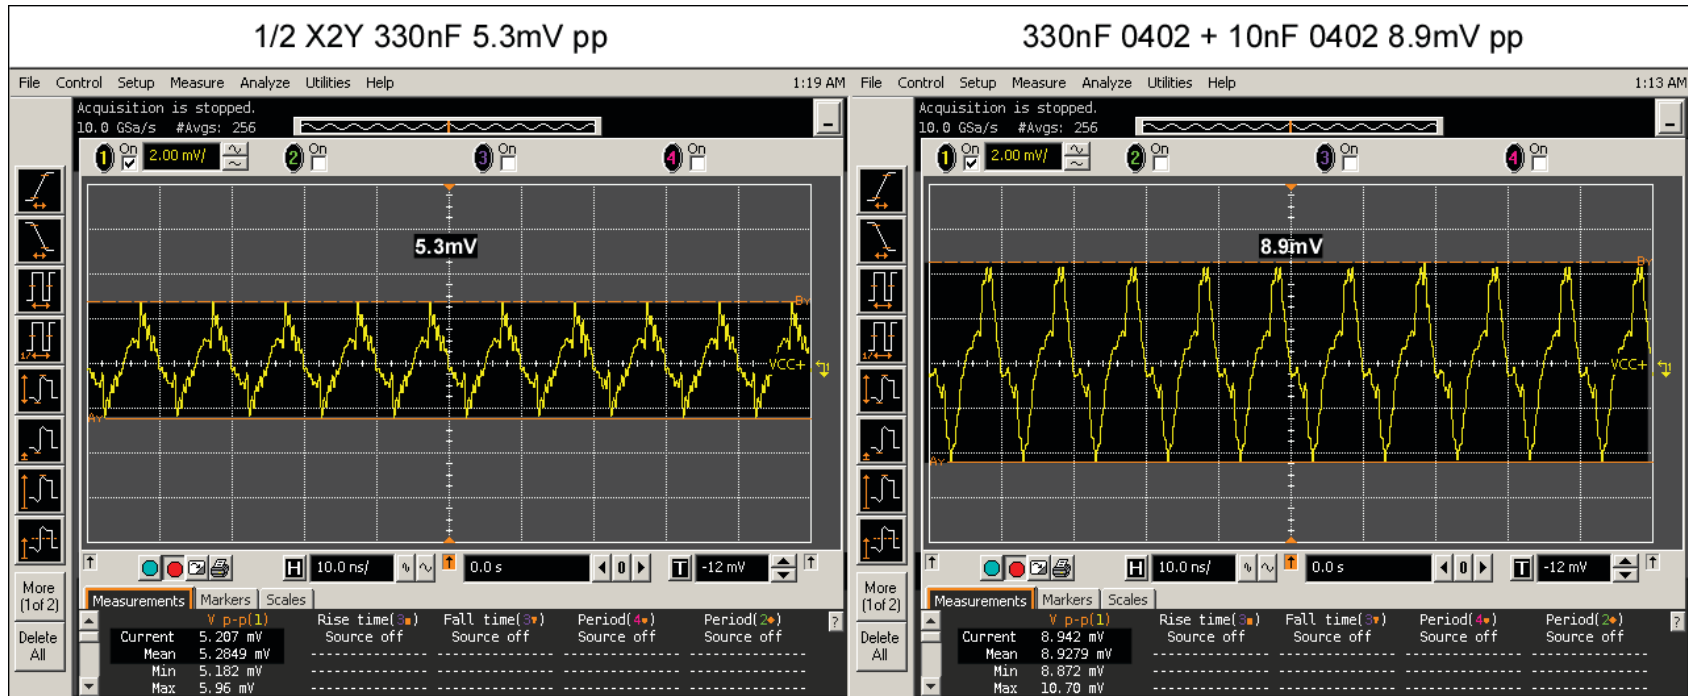 1/2 X2Y 330nF 5.3mV pp
File Control Setup Measure Analyze Utilities Help 1:19 AM
Acquisition is stopped.
10.0 GSa/s #Avgs: 256
1 On 2.00 mV/ 2 On 3 On 4 On
5.3mV
By
VCC+
Ay
H 10.0 ns/ 0.0 s 0 T -12 mV
More
(1of 2)
Delete
All
Measurements Markers Scales
V p-p(1) Rise time(3) Fall time(3) Period(4) Period(2) ?
Current 5.207 mV Source off Source off Source off Source off
Mean 5.2849 mV
Min 5.182 mV
Max 5.96 mV
330nF 0402 + 10nF 0402 8.9mV pp
File Control Setup Measure Analyze Utilities Help 1:13 AM
Acquisition is stopped.
10.0 GSa/s #Avgs: 256
1 On 2.00 mV/ 2 On 3 On 4 On
8.9mV
By
VCC+
Ay
H 10.0 ns/ 0.0 s 0 T -12 mV
More
(1of 2)
Delete
All
Measurements Markers Scales
V p-p(1) Rise time(3) Fall time(3) Period(4) Period(2) ?
Current 8.942 mV Source off Source off Source off Source off
Mean 8.9279 mV
Min 8.872 mV
Max 10.70 mV